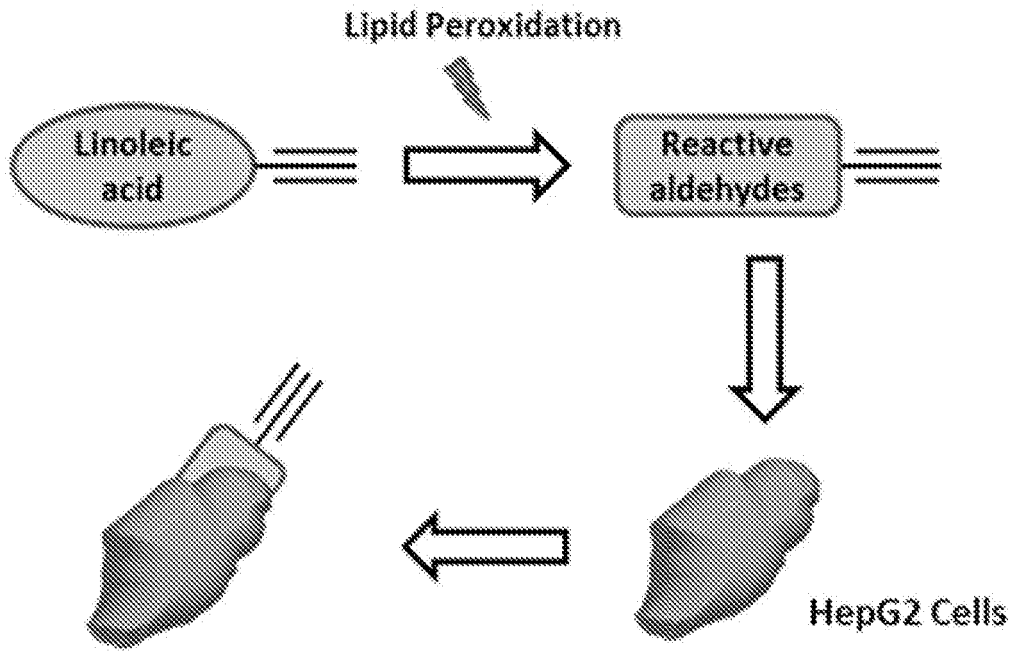 Lipid Peroxidation
Linoleic
acid
Reactive
aldehydes
HepG2 Cells